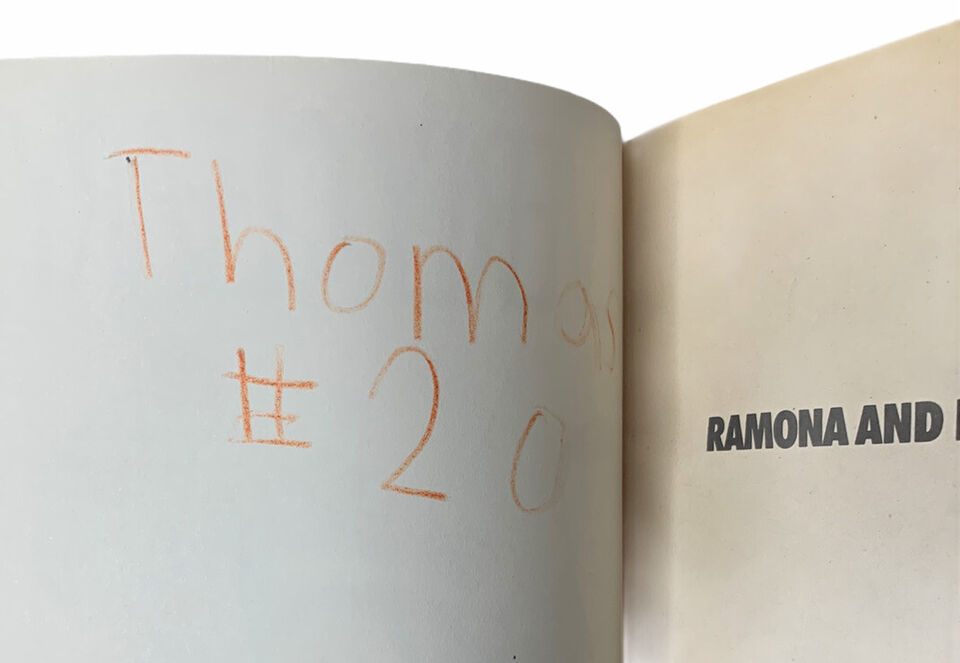 Thomas
#20
RAMONA AND